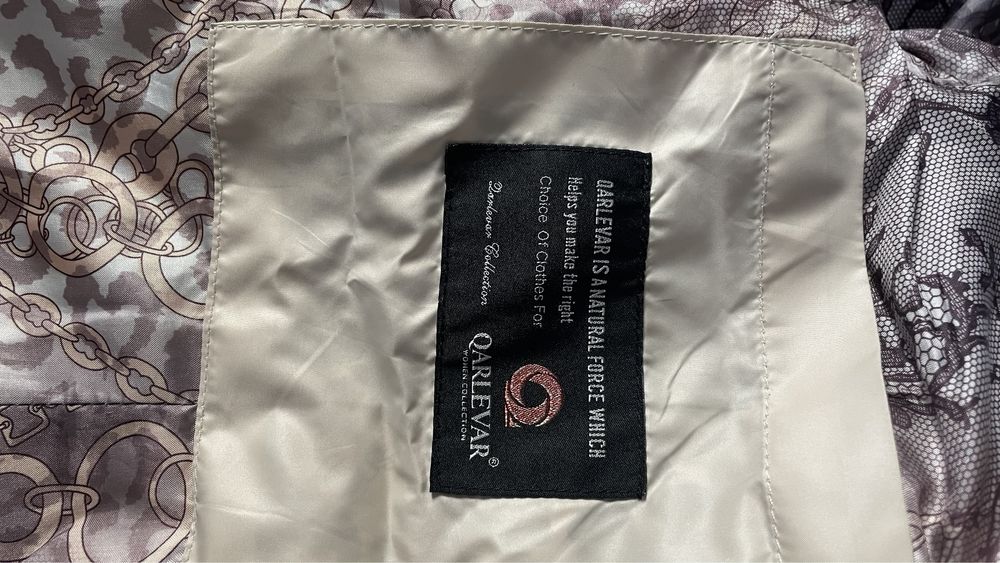 QARLEVAR IS A NATURAL FORCE WHICH
Helps you make the right
Choice Of Clothes For
Qarlevar Collection
QARLEVAR®
WOMEN COLLECTION